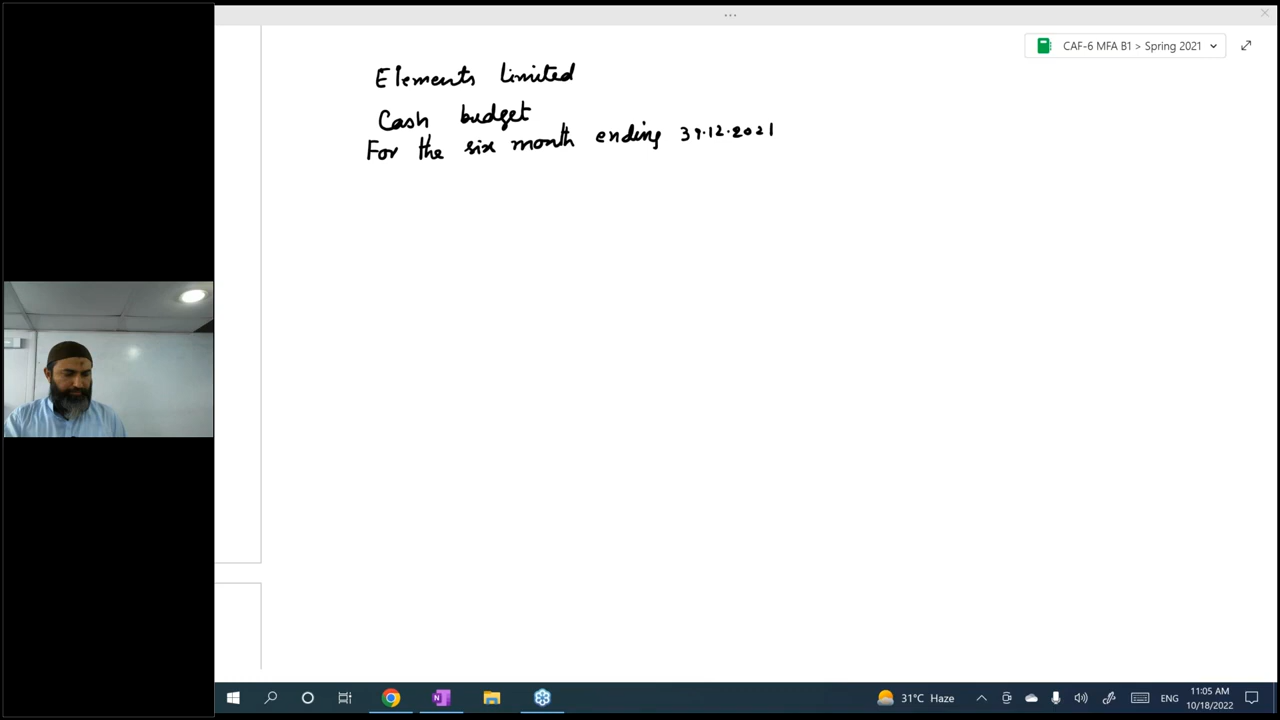 CAF-6 MFA B1 > Spring 2021
Elements Limited
Cash budget
For the six month ending 31.12.2021
31°C Haze
ENG
11:05 AM
10/18/2022